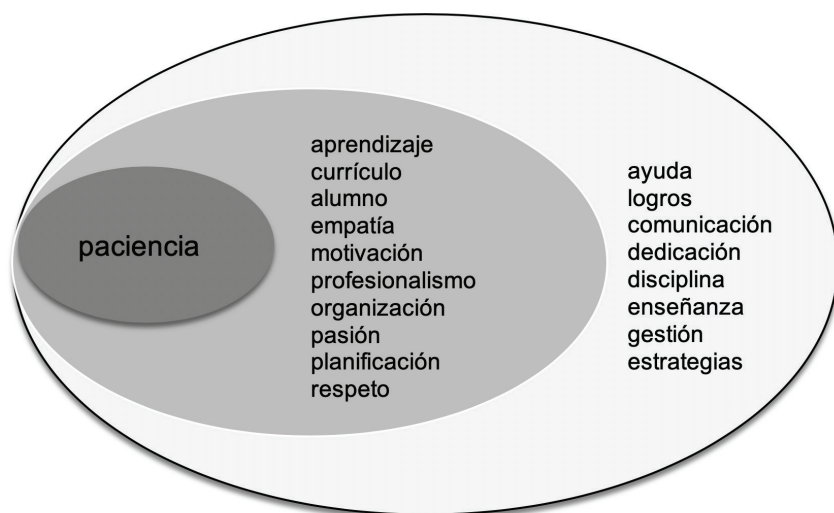 paciencia
aprendizaje
currículo
alumno
empatía
motivación
profesionalismo
organización
pasión
planificación
respeto
ayuda
logros
comunicación
dedicación
disciplina
enseñanza
gestión
estrategias